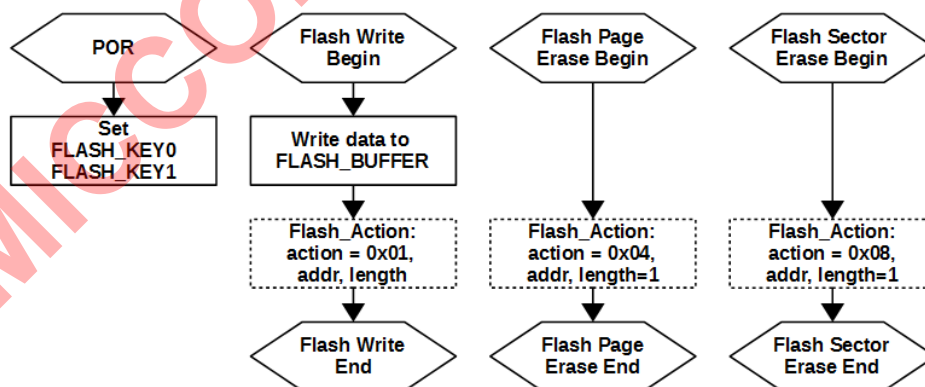 POR
Set
FLASH_KEY0
FLASH_KEY1
Flash Write
Begin
Write data to
FLASH_BUFFER
Flash_Action:
action = 0x01,
addr, length
Flash Write
End
Flash Page
Erase Begin
Flash_Action:
action = 0x04,
addr, length=1
Flash Page
Erase End
Flash Sector
Erase Begin
Flash_Action:
action = 0x08,
addr, length=1
Flash Sector
Erase End
MICCO